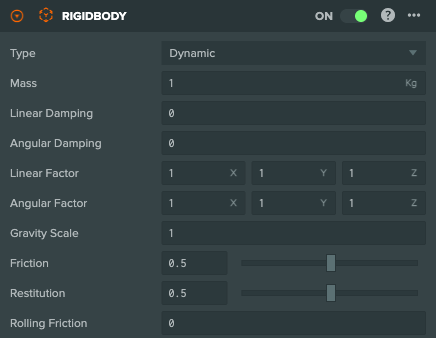 RIGIDBODY ON ? •••
Type Dynamic
Mass 1 Kg
Linear Damping 0
Angular Damping 0
Linear Factor 1 X 1 Y 1 Z
Angular Factor 1 X 1 Y 1 Z
Gravity Scale 1
Friction 0.5
Restitution 0.5
Rolling Friction 0